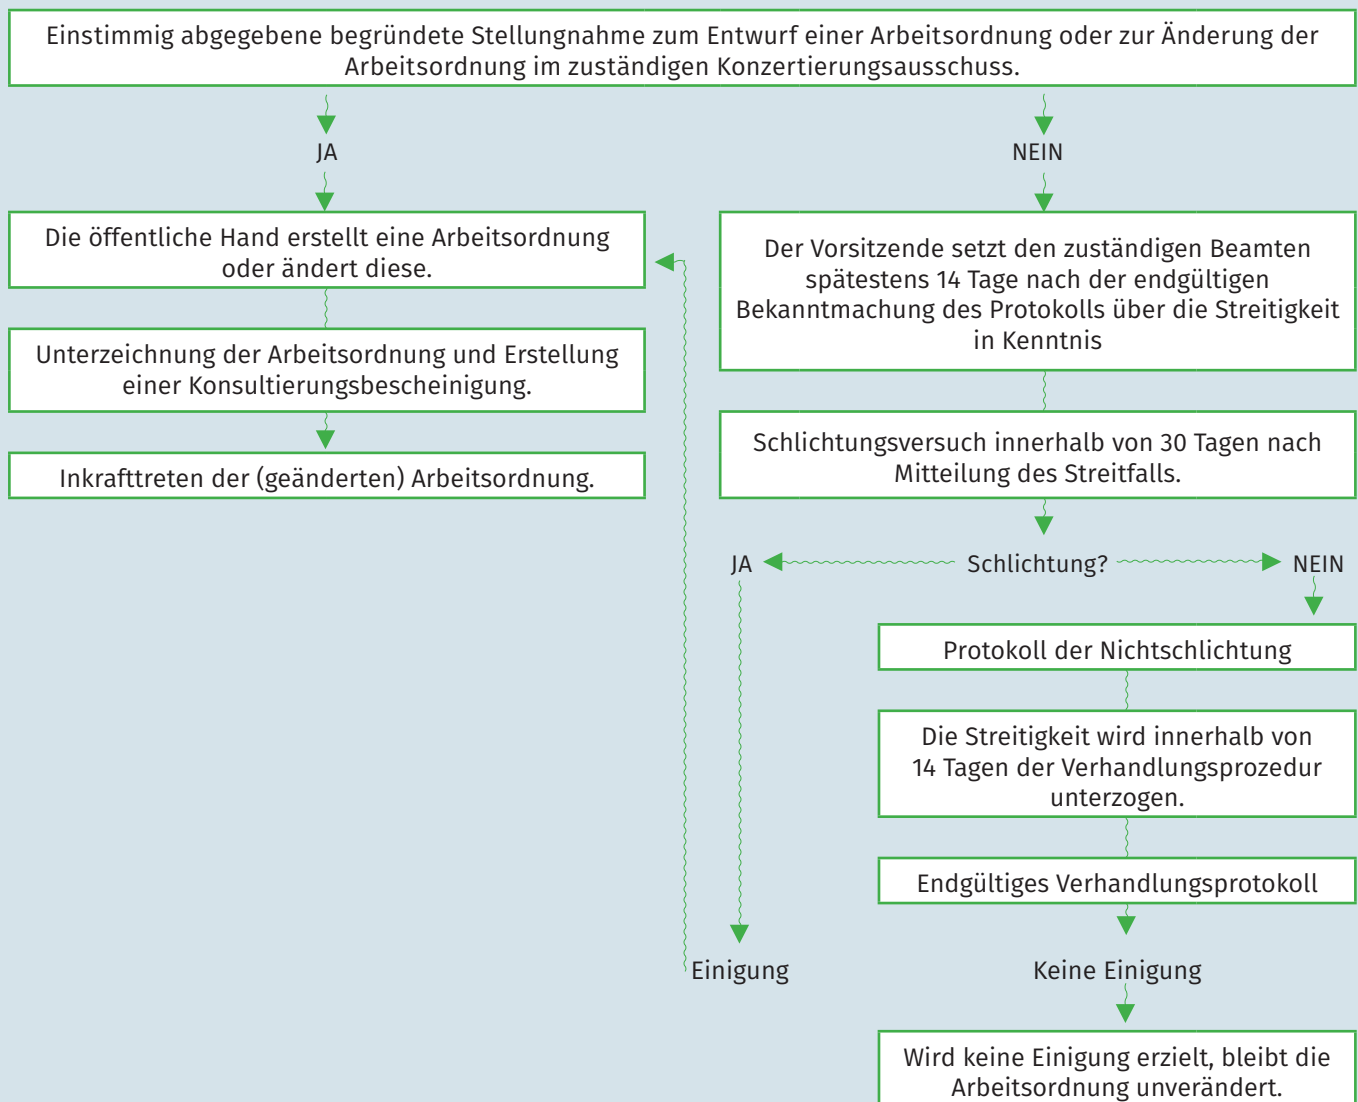 Einstimmig abgegebene begründete Stellungnahme zum Entwurf einer Arbeitsordnung oder zur Änderung der
Arbeitsordnung im zuständigen Konzertierungsausschuss.
JA
Die öffentliche Hand erstellt eine Arbeitsordnung
oder ändert diese.
Unterzeichnung der Arbeitsordnung und Erstellung
einer Konsultierungsbescheinigung.
Inkrafttreten der (geänderten) Arbeitsordnung.
NEIN
Der Vorsitzende setzt den zuständigen Beamten
spätestens 14 Tage nach der endgültigen
Bekanntmachung des Protokolls über die Streitigkeit
in Kenntnis
Schlichtungsversuch innerhalb von 30 Tagen nach
Mitteilung des Streitfalls.
JA
Schlichtung?
NEIN
Protokoll der Nichtschlichtung
Die Streitigkeit wird innerhalb von
14 Tagen der Verhandlungsprozedur
unterzogen.
Endgültiges Verhandlungsprotokoll
Einigung
Keine Einigung
Wird keine Einigung erzielt, bleibt die
Arbeitsordnung unverändert.